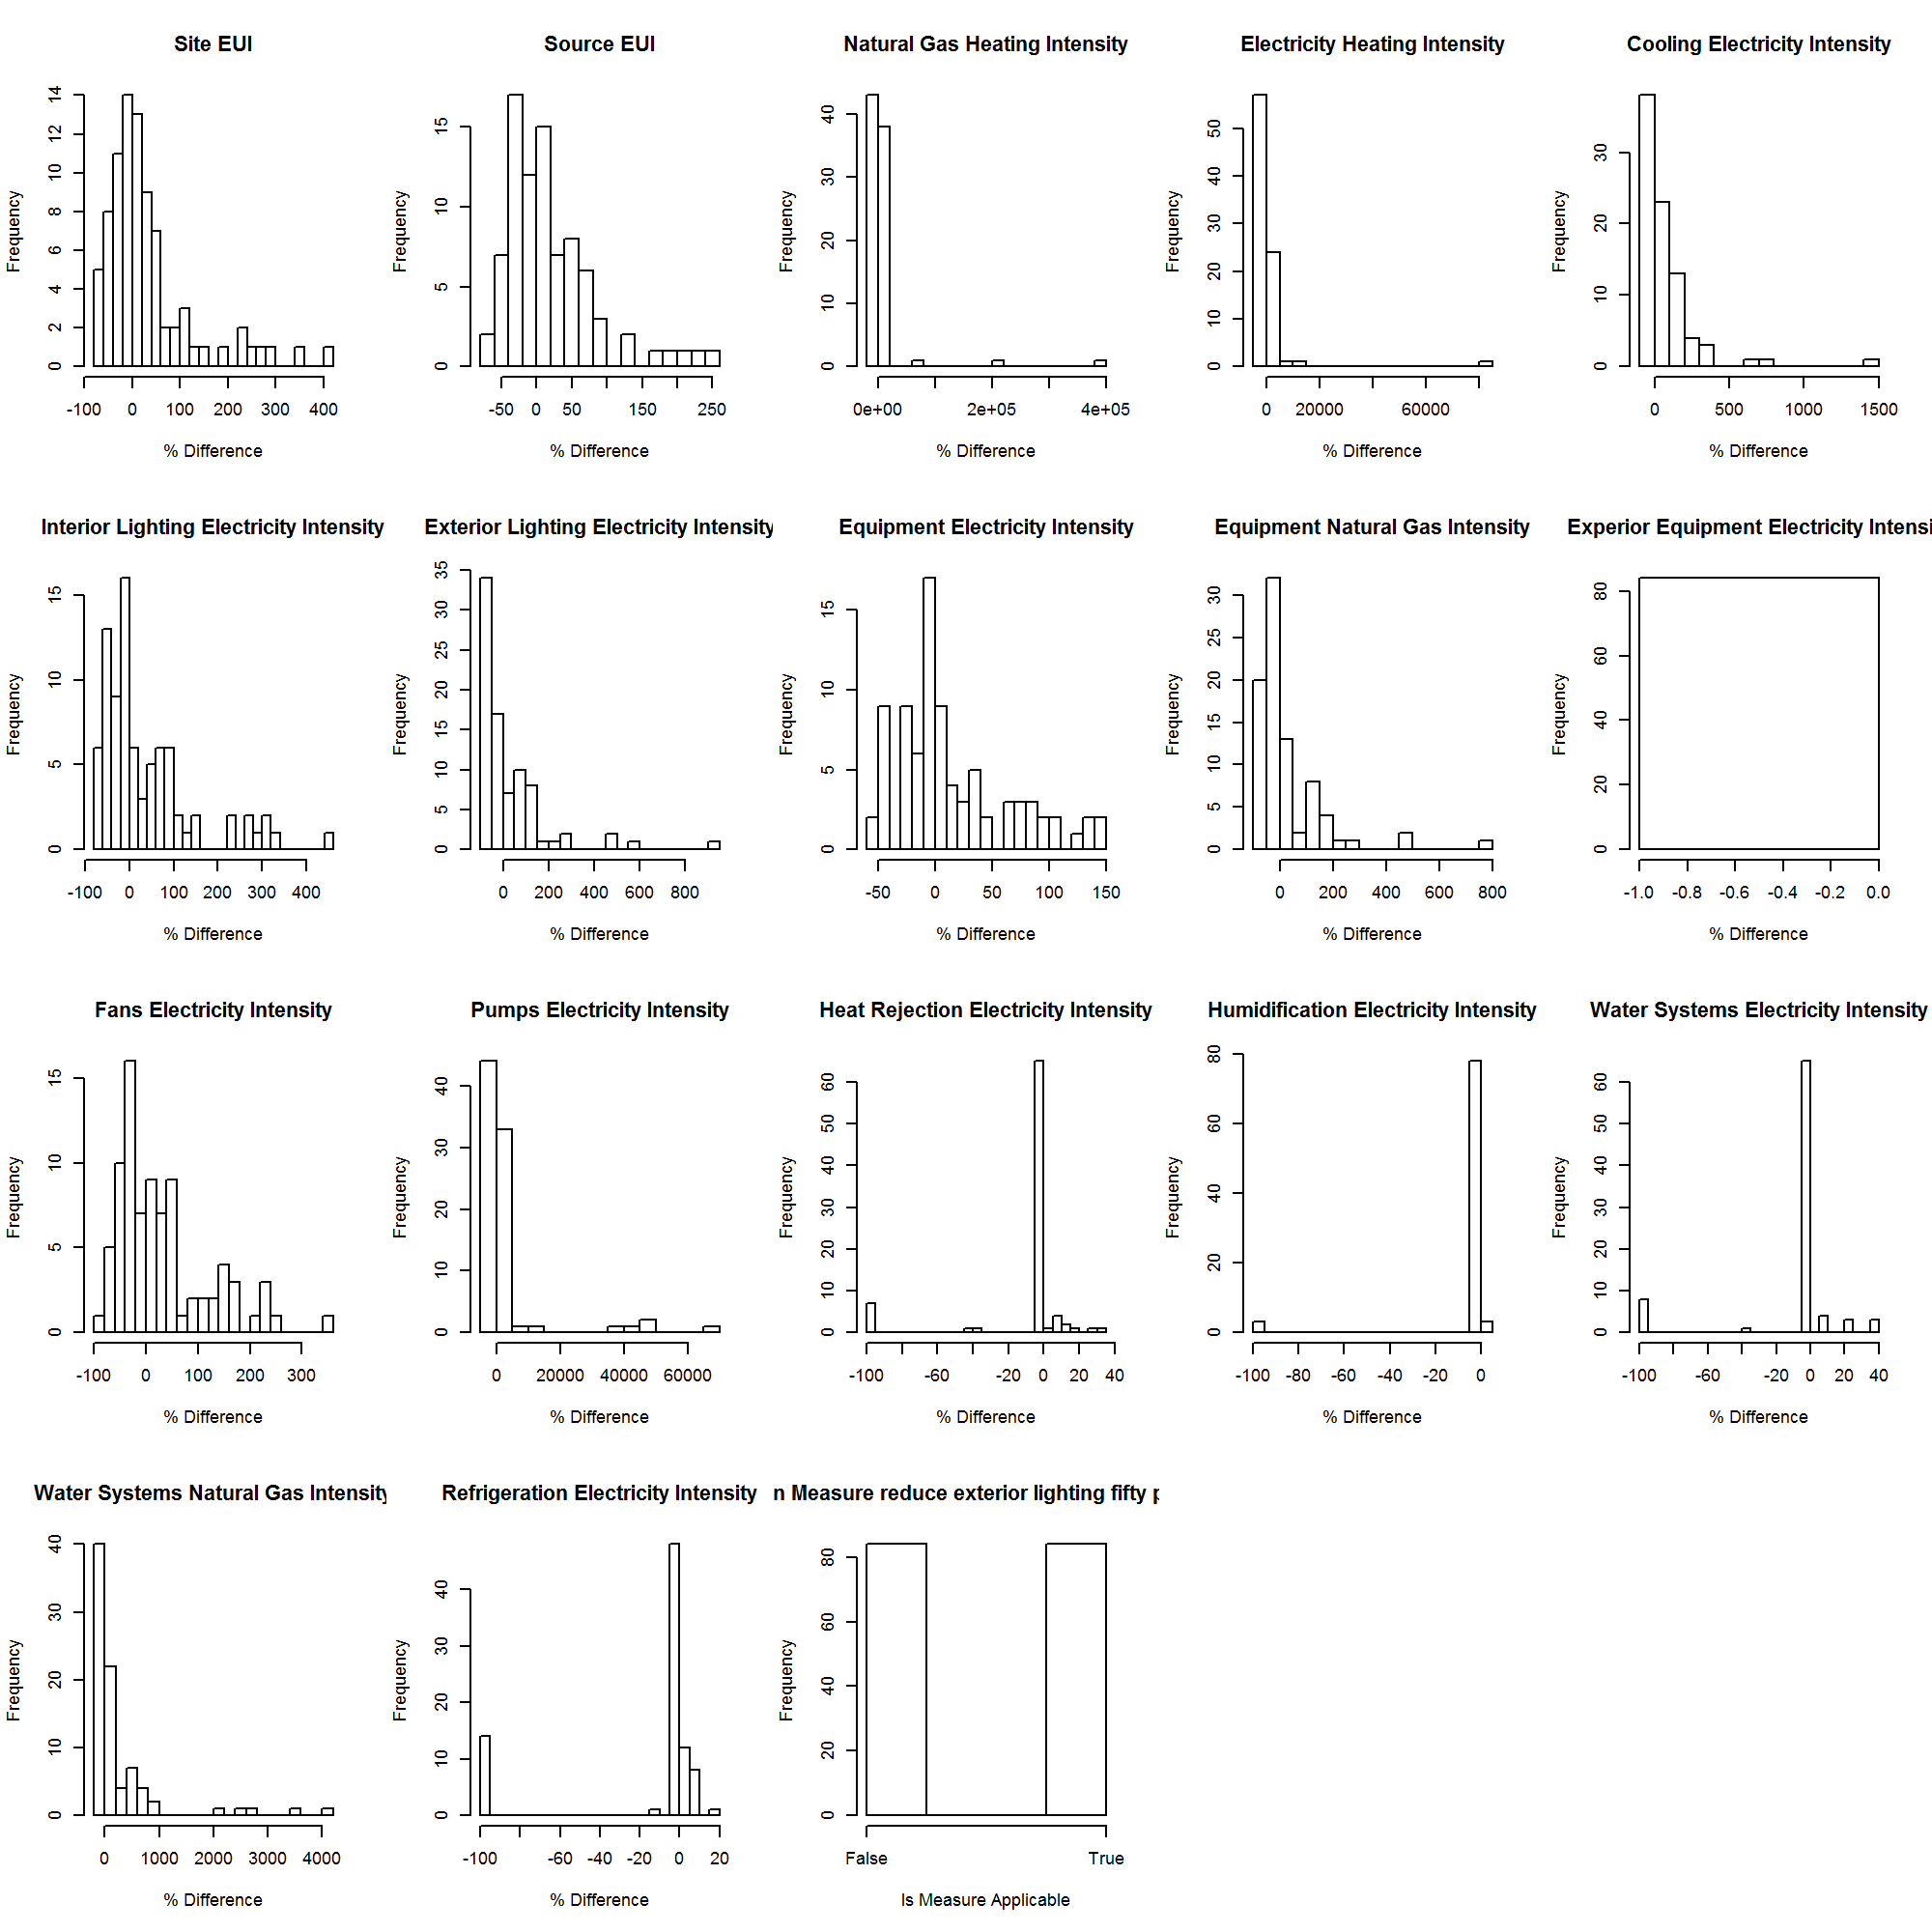 Site EUI
Frequency
0 2 4 6 8 10 12 14
-100 0 100 200 300 400
% Difference
Source EUI
Frequency
0 5 10 15
-50 0 50 150 250
% Difference
Natural Gas Heating Intensity
Frequency
0 10 20 30 40
0e+00 2e+05 4e+05
% Difference
Electricity Heating Intensity
Frequency
0 10 20 30 40 50
0 20000 60000
% Difference
Cooling Electricity Intensity
Frequency
0 10 20 30
0 500 1000 1500
% Difference
Interior Lighting Electricity Intensity
Frequency
0 5 10 15
-100 0 100 200 300 400
% Difference
Exterior Lighting Electricity Intensity
Frequency
0 5 10 15 20 25 30 35
0 200 400 600 800
% Difference
Equipment Electricity Intensity
Frequency
0 5 10 15
-50 0 50 100 150
% Difference
Equipment Natural Gas Intensity
Frequency
0 5 10 15 20 25 30
0 200 400 600 800
% Difference
Experior Equipment Electricity Intensi
Frequency
0 20 40 60 80
-1.0 -0.8 -0.6 -0.4 -0.2 0.0
% Difference
Fans Electricity Intensity
Frequency
0 5 10 15
-100 0 100 200 300
% Difference
Pumps Electricity Intensity
Frequency
0 10 20 30 40
0 20000 40000 60000
% Difference
Heat Rejection Electricity Intensity
Frequency
0 10 20 30 40 50 60
-100 -60 -20 0 20 40
% Difference
Humidification Electricity Intensity
Frequency
0 20 40 60 80
-100 -80 -60 -40 -20 0
% Difference
Water Systems Electricity Intensity
Frequency
0 10 20 30 40 50 60
-100 -60 -20 0 20 40
% Difference
Water Systems Natural Gas Intensity
Frequency
0 10 20 30 40
0 1000 2000 3000 4000
% Difference
Refrigeration Electricity Intensity
Frequency
0 10 20 30 40
-100 -60 -40 -20 0 20
% Difference
n Measure reduce exterior lighting fifty p
Frequency
0 20 40 60 80
False True
Is Measure Applicable